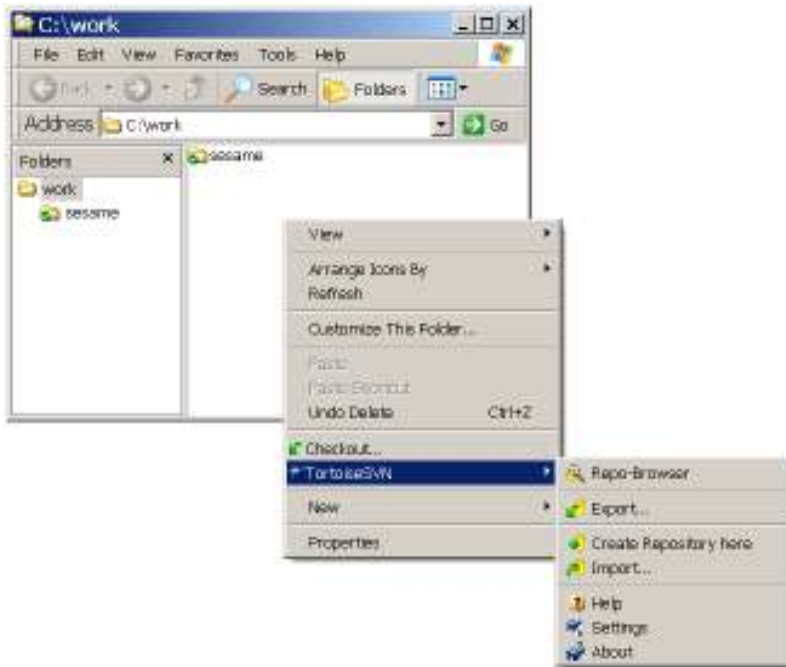 C:\work
File Edit View Favorites Tools Help
Back Search Folders
Address C:\work Go
Folders
sesame
work
sesame
View
Arrange Icons By
Refresh
Customize This Folder...
Paste
Paste Shortcut
Undo Delete Ctrl+Z
Checkout...
TortoiseSVN
New
Properties
Repo-Browser
Export...
Create Repository here
Import...
Help
Settings
About